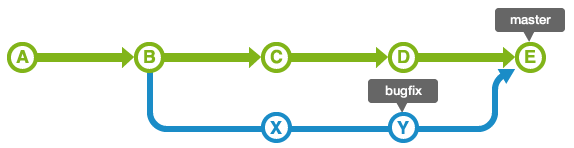 master
A B C D E
bugfix
X Y